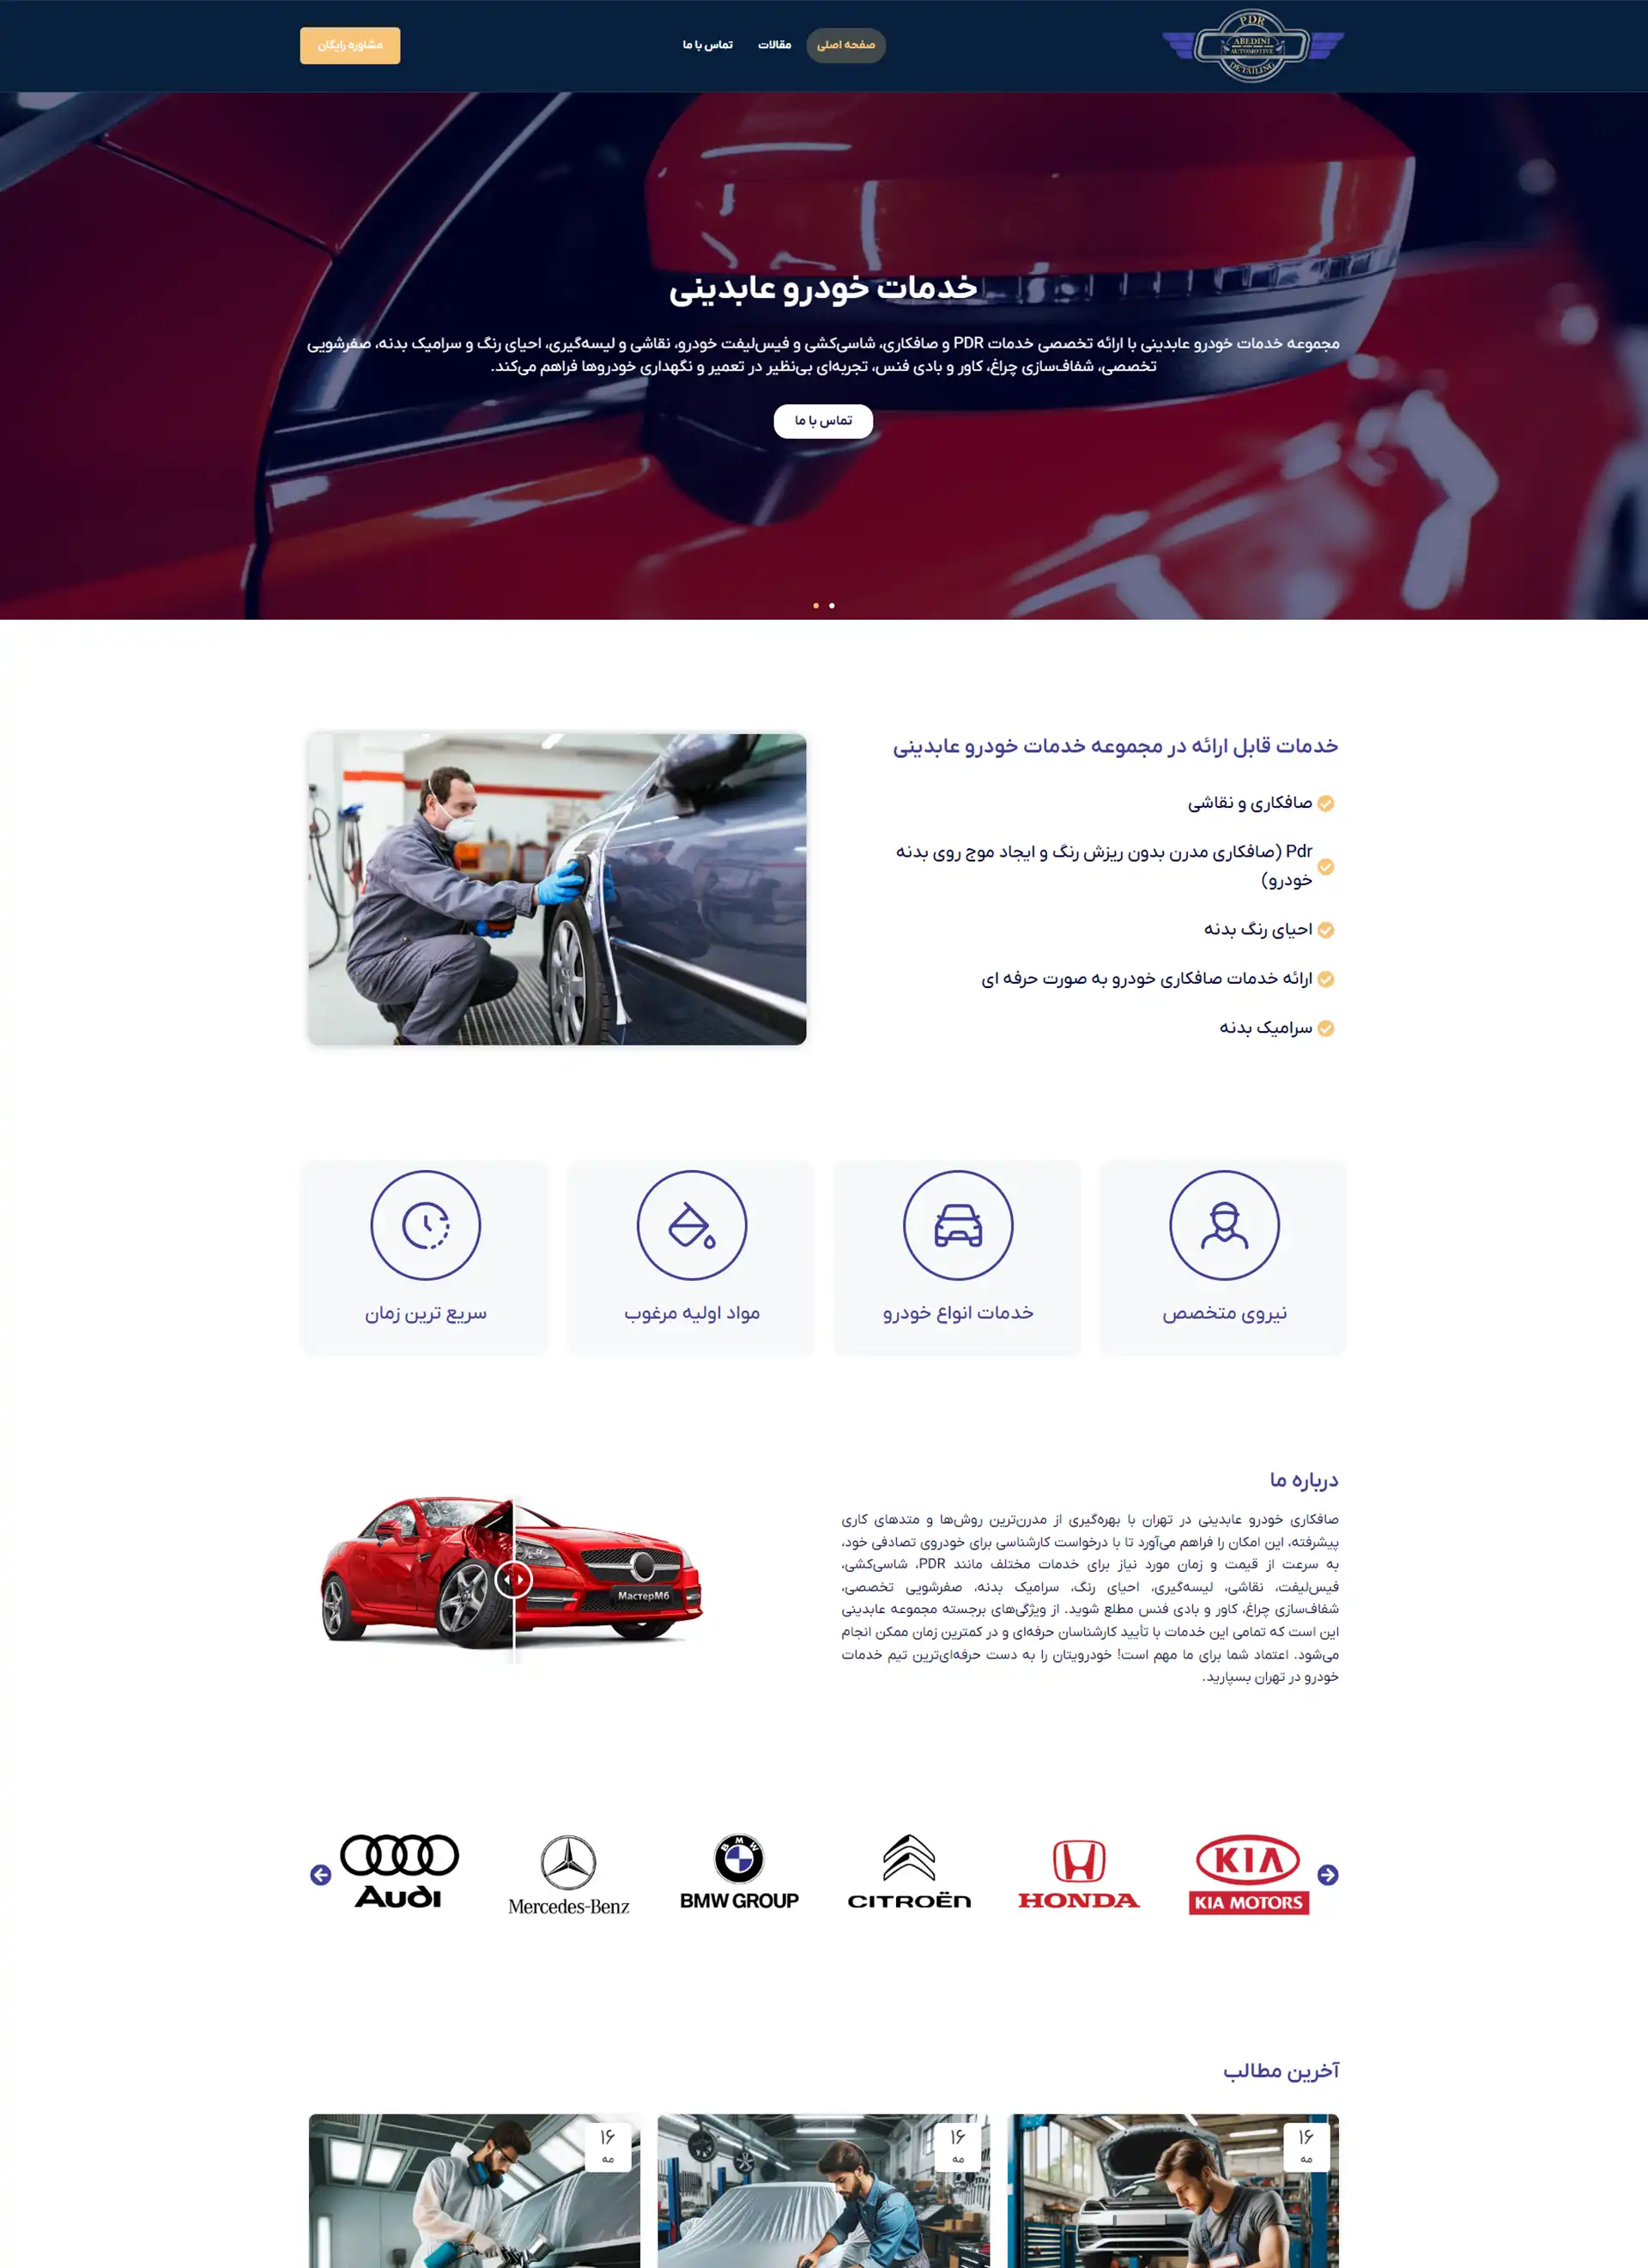 PDR
ABEDINI
AUTOMOTIVE
DETAILING
صفحه اصلی
مقالات
تماس با ما
مشاوره رایگان
خدمات خودرو عابدینی
مجموعه خدمات خودرو عابدینی با ارائه تخصصی خدمات PDR و صافکاری، شاسی‌کشی و فیس‌لیفت خودرو، نقاشی و لیسه‌گیری، احیای رنگ و سرامیک بدنه، صفرشویی
تخصصی، شفاف‌سازی چراغ، کاور و بادی فنس، تجربه‌ای بی‌نظیر در تعمیر و نگهداری خودروها فراهم می‌کند.
تماس با ما
خدمات قابل ارائه در مجموعه خدمات خودرو عابدینی
صافکاری و نقاشی
Pdr (صافکاری مدرن بدون ریزش رنگ و ایجاد موج روی بدنه
خودرو)
احیای رنگ بدنه
ارائه خدمات صافکاری خودرو به صورت حرفه ای
سرامیک بدنه
نیروی متخصص
خدمات انواع خودرو
مواد اولیه مرغوب
سریع ترین زمان
درباره ما
صافکاری خودرو عابدینی در تهران با بهره‌گیری از مدرن‌ترین روش‌ها و متدهای کاری
پیشرفته، این امکان را فراهم می‌آورد تا با درخواست کارشناسی برای خودروی تصادفی خود،
به سرعت از قیمت و زمان مورد نیاز برای خدمات مختلف مانند PDR، شاسی‌کشی،
فیس‌لیفت، نقاشی، لیسه‌گیری، احیای رنگ، سرامیک بدنه، صفرشویی تخصصی،
شفاف‌سازی چراغ، کاور و بادی فنس مطلع شوید. از ویژگی‌های برجسته مجموعه عابدینی
این است که تمامی این خدمات با تأیید کارشناسان حرفه‌ای و در کمترین زمان ممکن انجام
می‌شود. اعتماد شما برای ما مهم است! خودرویتان را به دست حرفه‌ای‌ترین تیم خدمات
خودرو در تهران بسپارید.
МастерМ6
KIA
KIA MOTORS
HONDA
CITROËN
BMW
BMW GROUP
Mercedes-Benz
Audi
آخرین مطالب
۱۶
مه
۱۶
مه
۱۶
مه